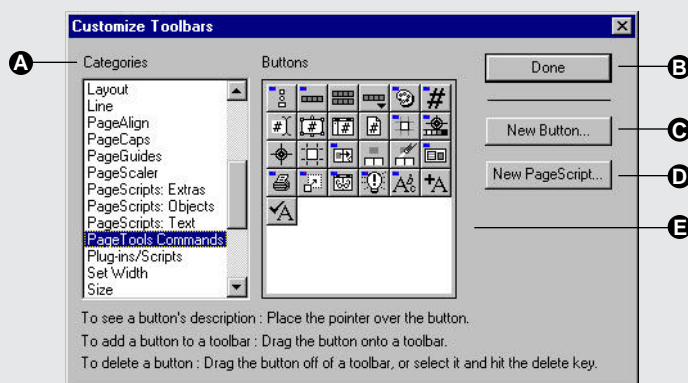 Customize Toolbars
A
Categories
Buttons
Layout
Line
PageAlign
PageCaps
PageGuides
PageScaler
PageScripts: Extras
PageScripts: Objects
PageScripts: Text
PageTools Commands
Plug-ins/Scripts
Set Width
Size
Done
B
New Button...
C
New PageScript...
D
E
To see a button's description : Place the pointer over the button.
To add a button to a toolbar : Drag the button onto a toolbar.
To delete a button : Drag the button off of a toolbar, or select it and hit the delete key.